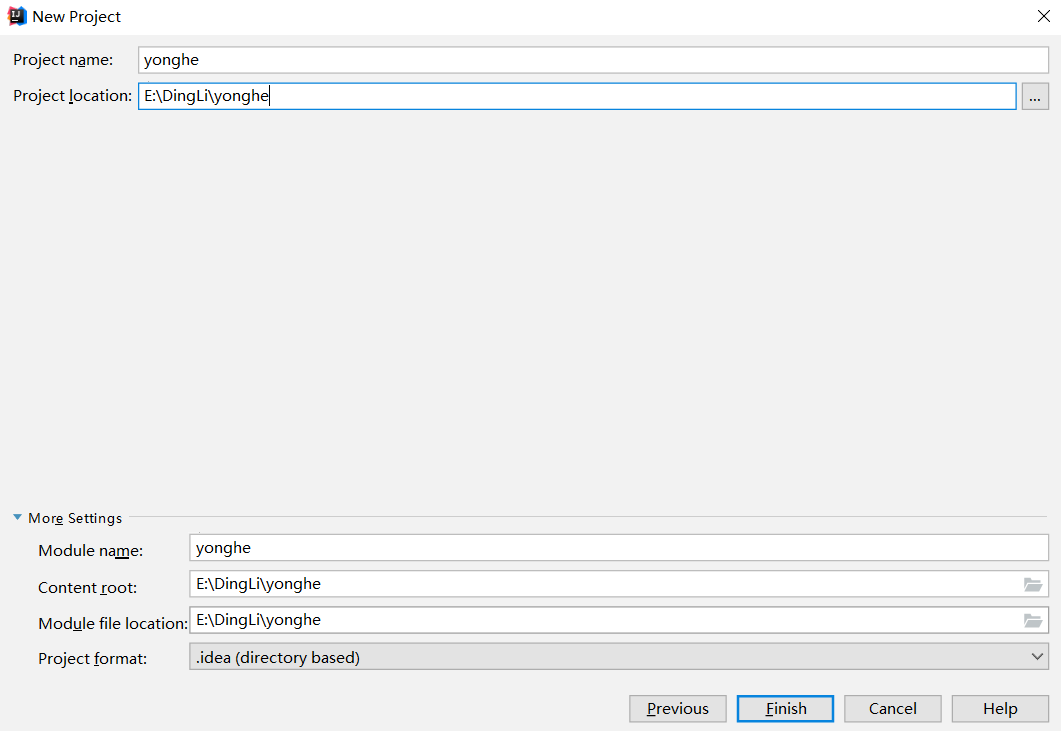 New Project
Project name: yonghe
Project location: E:\DingLi\yonghe ...
More Settings
Module name: yonghe
Content root: E:\DingLi\yonghe
Module file location: E:\DingLi\yonghe
Project format: .idea (directory based)
Previous Finish Cancel Help